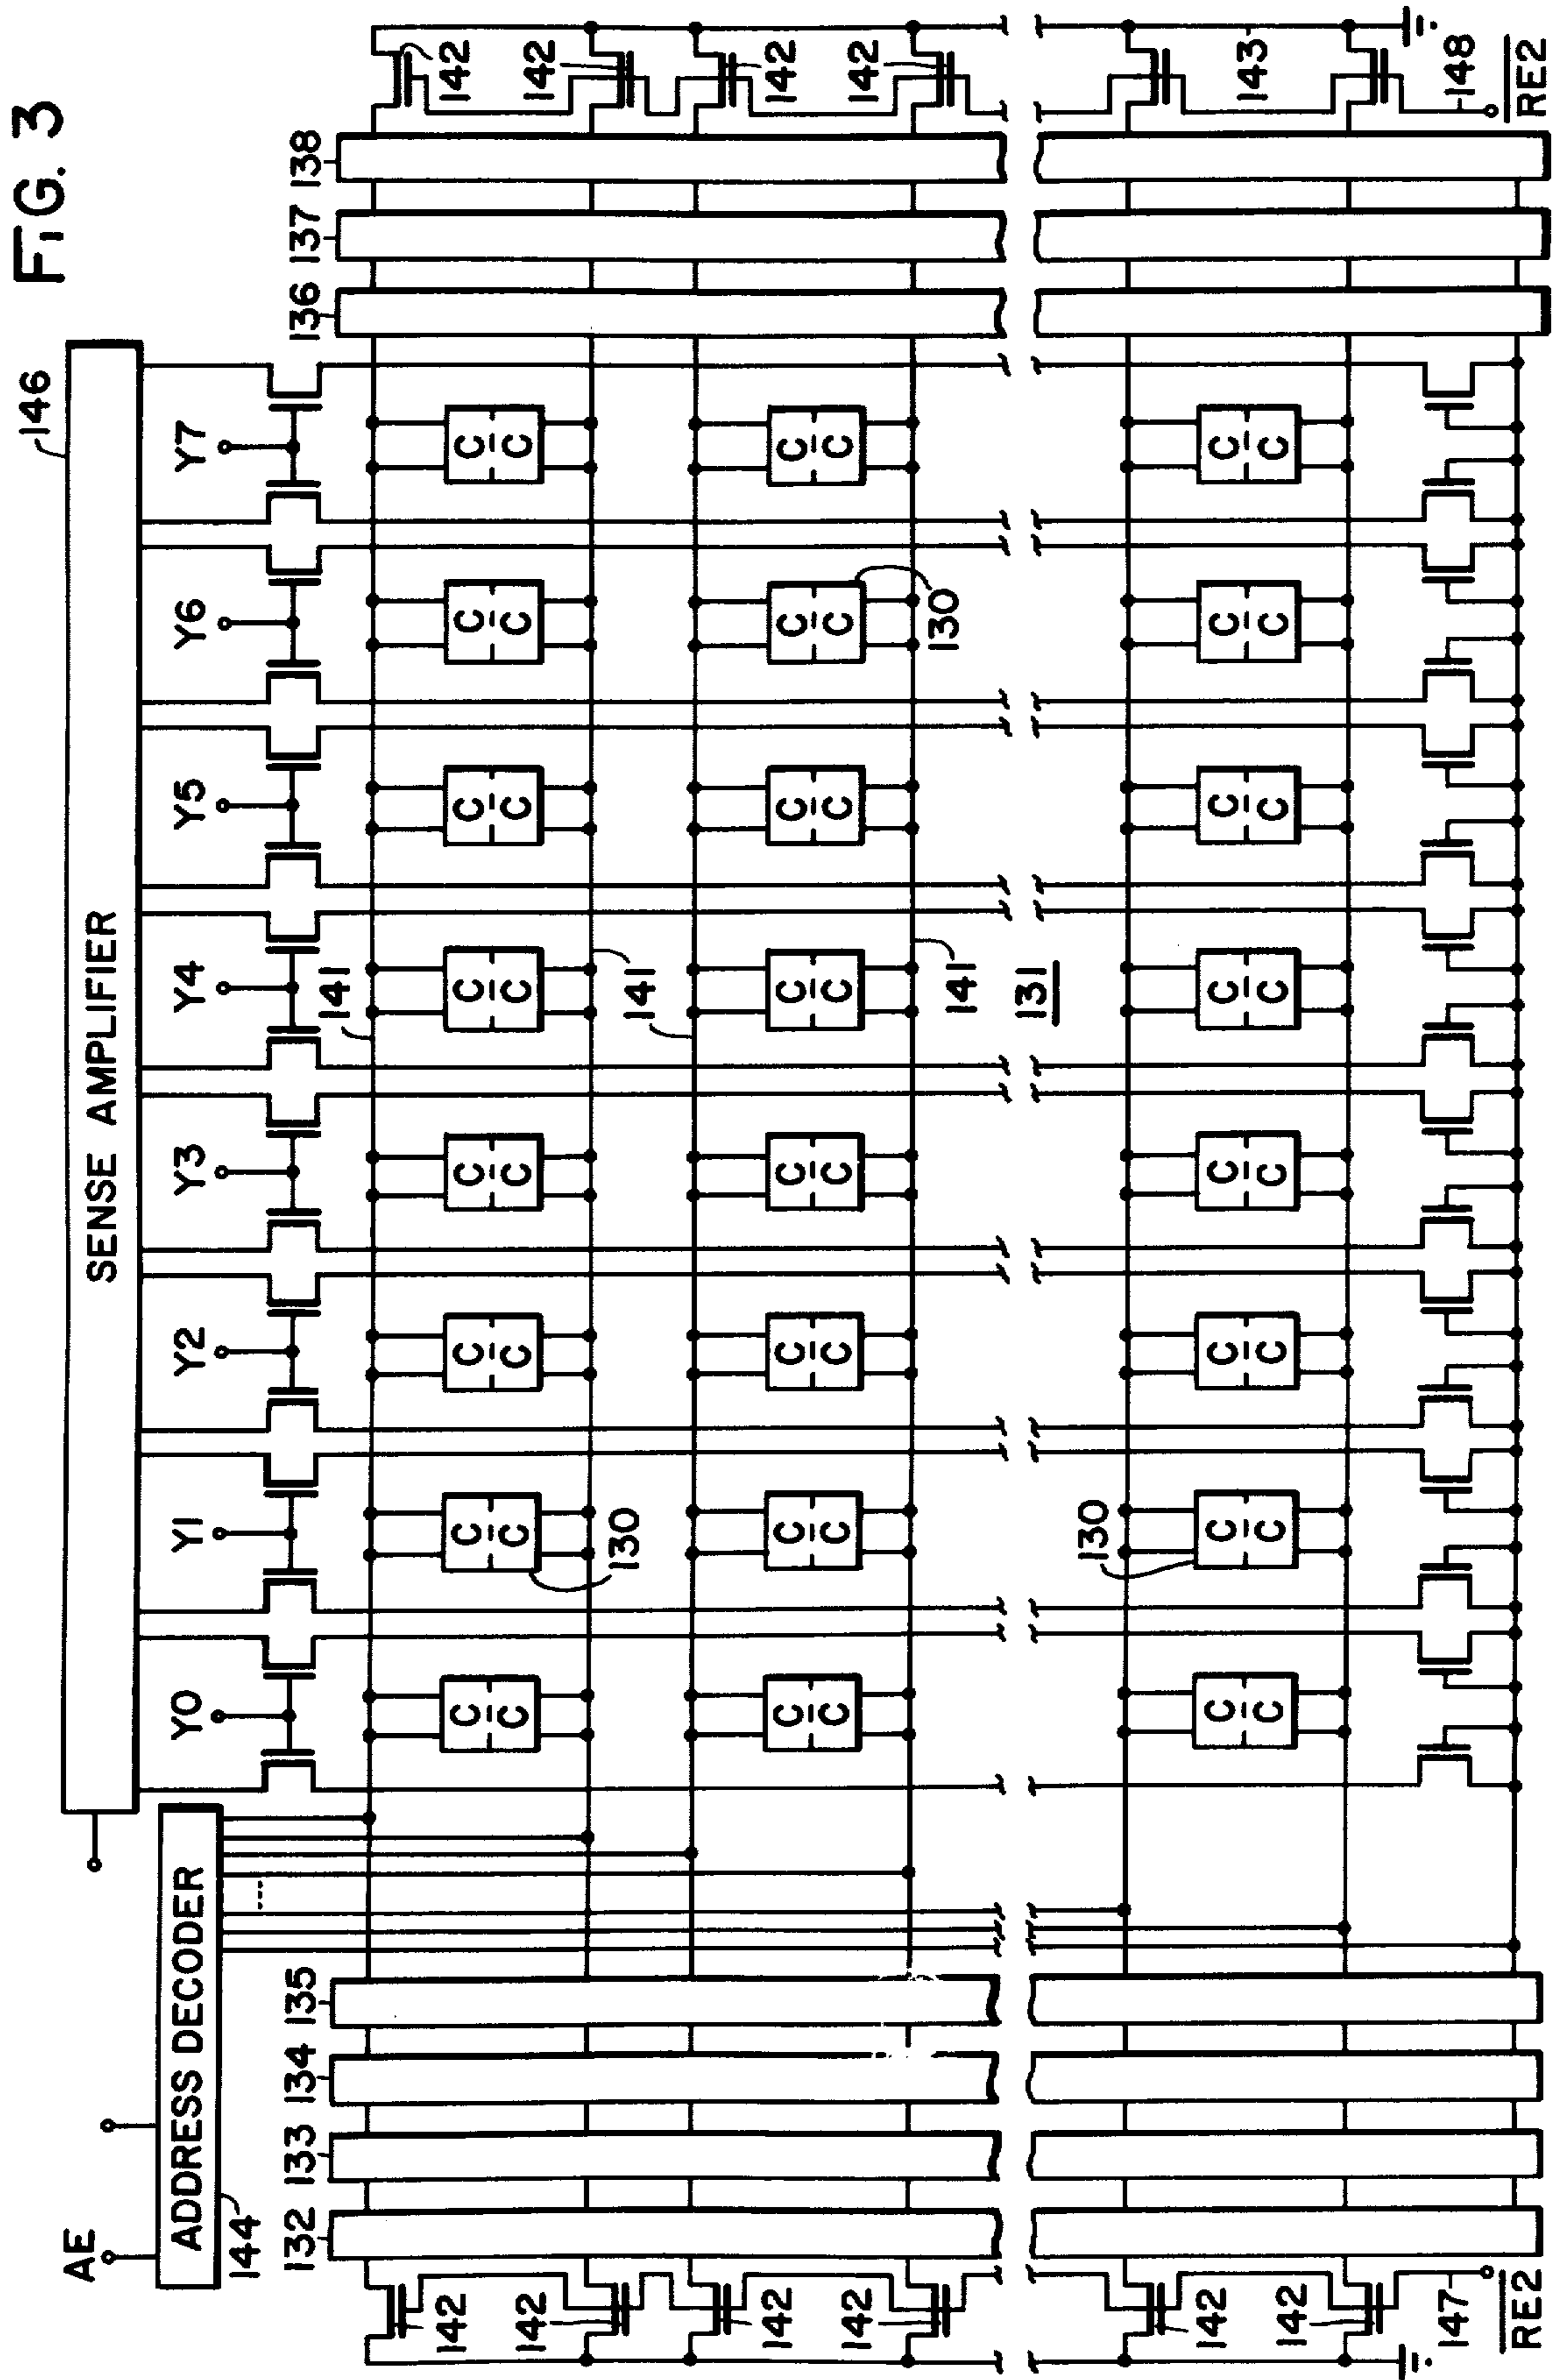 FIG. 3
146
SENSE AMPLIFIER
AE
ADDRESS DECODER
144
Y0 Y1 Y2 Y3 Y4 Y5 Y6 Y7
132 133 134 135 136 137 138
141
142 C C C C C C C C 142
C C C C C C C C
130
141
142 142
141
142 C C C C C C C C 142
C C C C C C C C
130
142 141 142
131
130
142 C C C C C C C C
C C C C C C C C
142 143
147 148
RE2 RE2